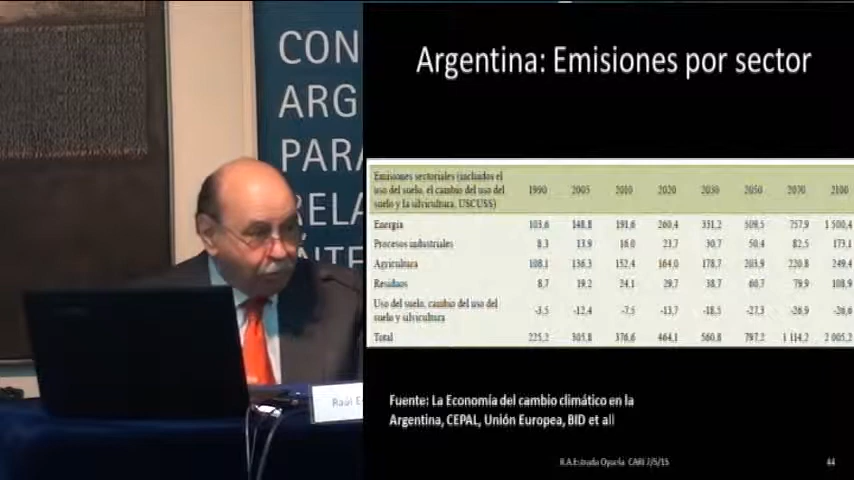 CON
ARG
PARA
RELA
INTE
Raúl E
Argentina: Emisiones por sector
Emisiones sectoriales (incluidos el
uso del suelo, el cambio del uso del
suelo y la silvicultura, USCUSS)
1990 2005 2010 2020 2030 2050 2070 2100
Energía 103,6 148,8 191,6 260,4 331,2 509,5 757,9 1 500,4
Procesos industriales 8,3 13,9 16,0 23,7 30,7 50,4 82,5 173,1
Agricultura 108,1 136,3 152,4 164,0 178,7 203,9 220,8 249,4
Residuos 8,7 19,2 24,1 29,7 38,7 60,7 79,9 108,9
Uso del suelo, cambio del uso del
suelo y silvicultura
-3,5 -12,4 -7,5 -13,7 -18,5 -27,3 -26,9 -26,6
Total 225,2 305,8 376,6 464,1 560,8 797,2 1 114,2 2 005,2
Fuente: La Economía del cambio climático en la
Argentina, CEPAL, Unión Europea, BID et all
R.A.Estrada Oyuela CARI 7/5/15
44